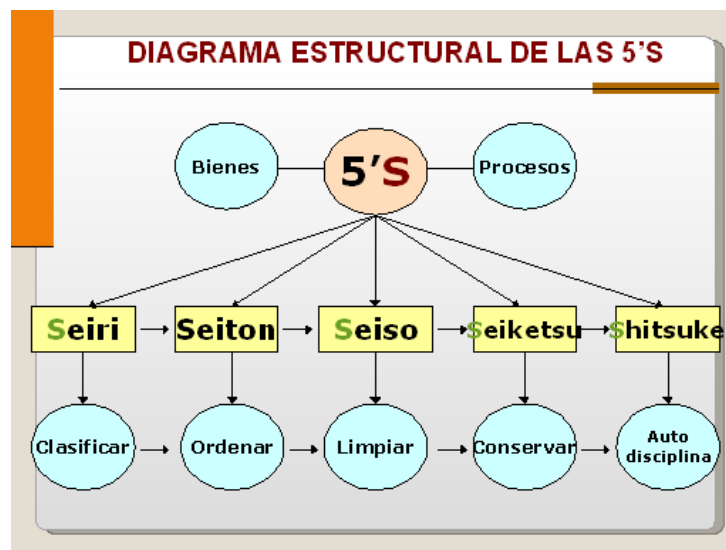 DIAGRAMA ESTRUCTURAL DE LAS 5'S
Bienes
5'S
Procesos
Seiri
Seiton
Seiso
Seiketsu
Shitsuke
Clasificar
Ordenar
Limpiar
Conservar
Auto
disciplina